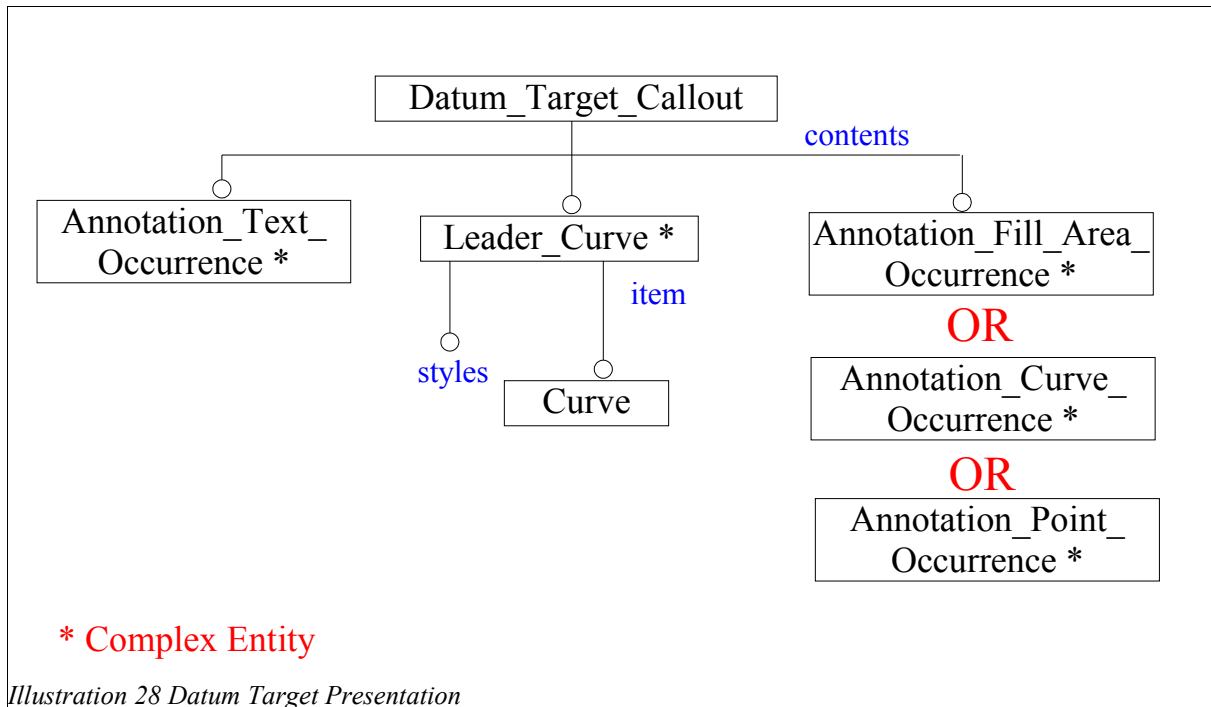 Datum_Target_Callout
contents
Annotation_Text_
Occurrence *
Leader_Curve *
Annotation_Fill_Area_
Occurrence *
item
OR
styles
Curve
Annotation_Curve_
Occurrence *
OR
Annotation_Point_
Occurrence *
* Complex Entity
Illustration 28 Datum Target Presentation